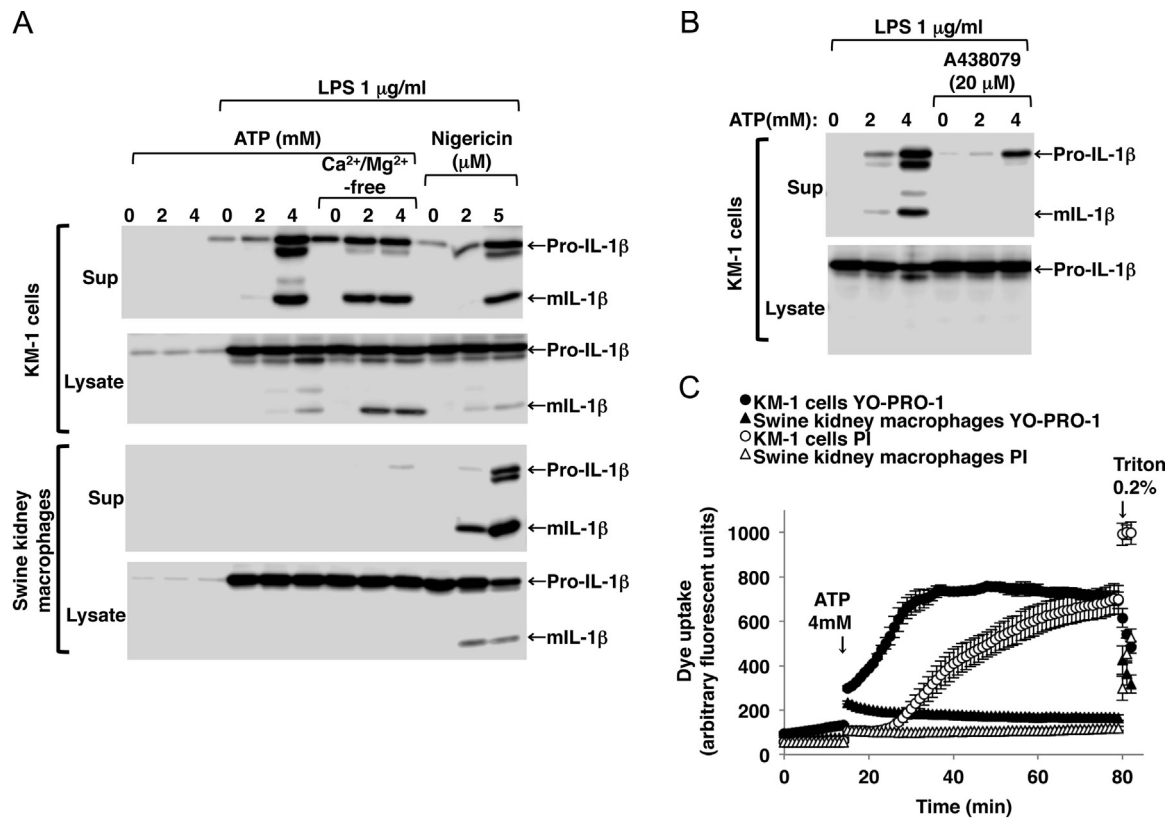 A
LPS 1 μg/ml
ATP (mM)
Nigericin
(μM)
Ca2+/Mg2+
-free
0 2 4 0 2 4 0 2 4 0 2 5
KM-1 cells
Sup
←Pro-IL-1β
←mIL-1β
Lysate
←Pro-IL-1β
←mIL-1β
Swine kidney
macrophages
Sup
←Pro-IL-1β
←mIL-1β
Lysate
←Pro-IL-1β
←mIL-1β
B
LPS 1 μg/ml
A438079
(20 μM)
ATP(mM): 0 2 4 0 2 4
KM-1 cells
Sup
←Pro-IL-1β
←mIL-1β
Lysate
←Pro-IL-1β
C
●KM-1 cells YO-PRO-1
▲Swine kidney macrophages YO-PRO-1
○KM-1 cells PI
△Swine kidney macrophages PI
Triton
0.2%
↓
ATP
4mM
↓
Dye uptake
(arbitrary fluorescent units)
1000
800
600
400
200
0
0 20 40 60 80
Time (min)